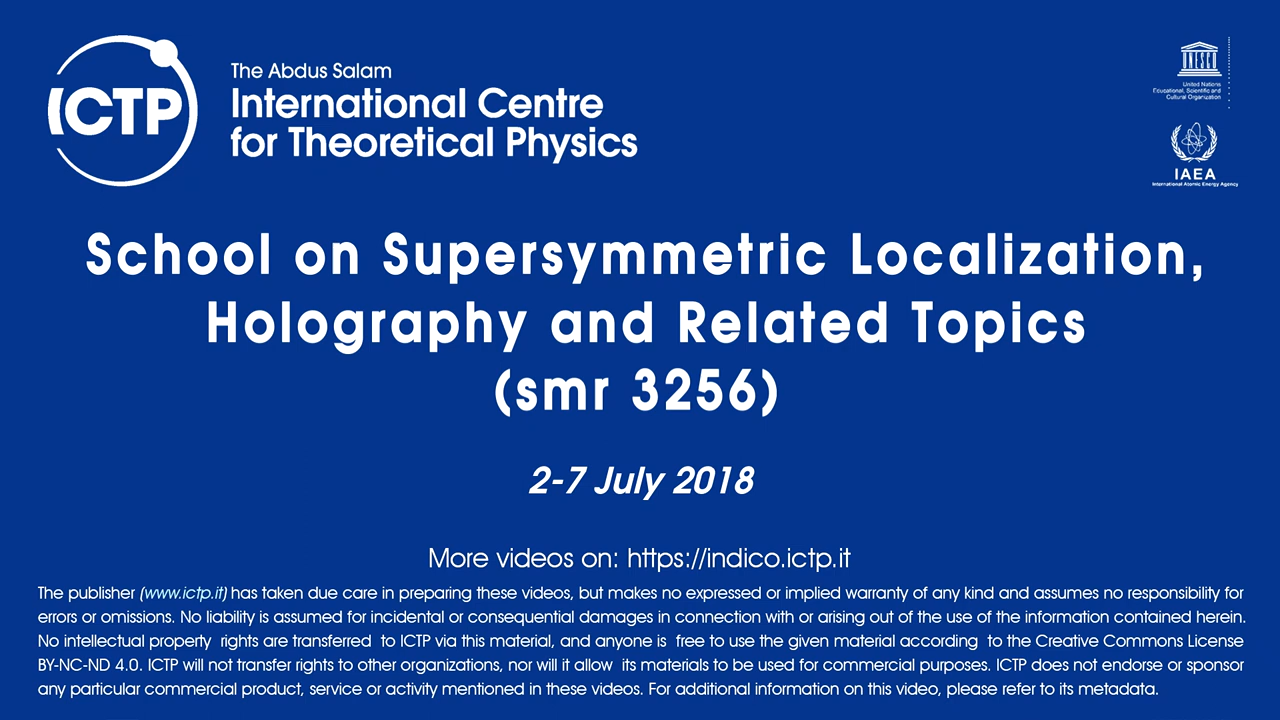 ICTP
The Abdus Salam
International Centre
for Theoretical Physics
UNESCO
United Nations
Educational, Scientific and
Cultural Organization
IAEA
International Atomic Energy Agency
School on Supersymmetric Localization,
Holography and Related Topics
(smr 3256)
2-7 July 2018
More videos on: https://indico.ictp.it
The publisher (www.ictp.it) has taken due care in preparing these videos, but makes no expressed or implied warranty of any kind and assumes no responsibility for
errors or omissions. No liability is assumed for incidental or consequential damages in connection with or arising out of the use of the information contained herein.
No intellectual property rights are transferred to ICTP via this material, and anyone is free to use the given material according to the Creative Commons License
BY-NC-ND 4.0. ICTP will not transfer rights to other organizations, nor will it allow its materials to be used for commercial purposes. ICTP does not endorse or sponsor
any particular commercial product, service or activity mentioned in these videos. For additional information on this video, please refer to its metadata.